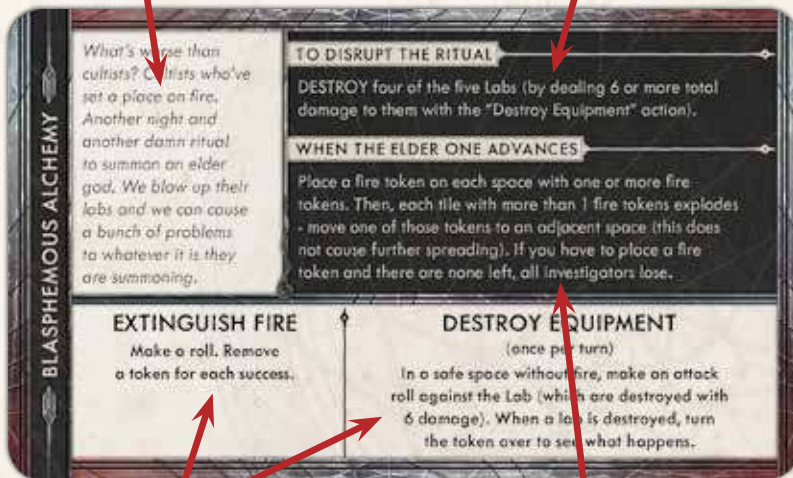 BLASPHEMOUS ALCHEMY
What's worse than
cultists? Cultists who've
set a place on fire.
Another night and
another damn ritual
to summon an elder
god. We blow up their
labs and we can cause
a bunch of problems
to whatever it is they
are summoning.
TO DISRUPT THE RITUAL
DESTROY four of the five Labs (by dealing 6 or more total
damage to them with the "Destroy Equipment" action).
WHEN THE ELDER ONE ADVANCES
Place a fire token on each space with one or more fire
tokens. Then, each tile with more than 1 fire tokens explodes
- move one of those tokens to an adjacent space (this does
not cause further spreading). If you have to place a fire
token and there are none left, all investigators lose.
EXTINGUISH FIRE
Make a roll. Remove
a token for each success.
DESTROY EQUIPMENT
(once per turn)
In a safe space without fire, make an attack
roll against the Lab (which are destroyed with
6 damage). When a lab is destroyed, turn
the token over to see what happens.